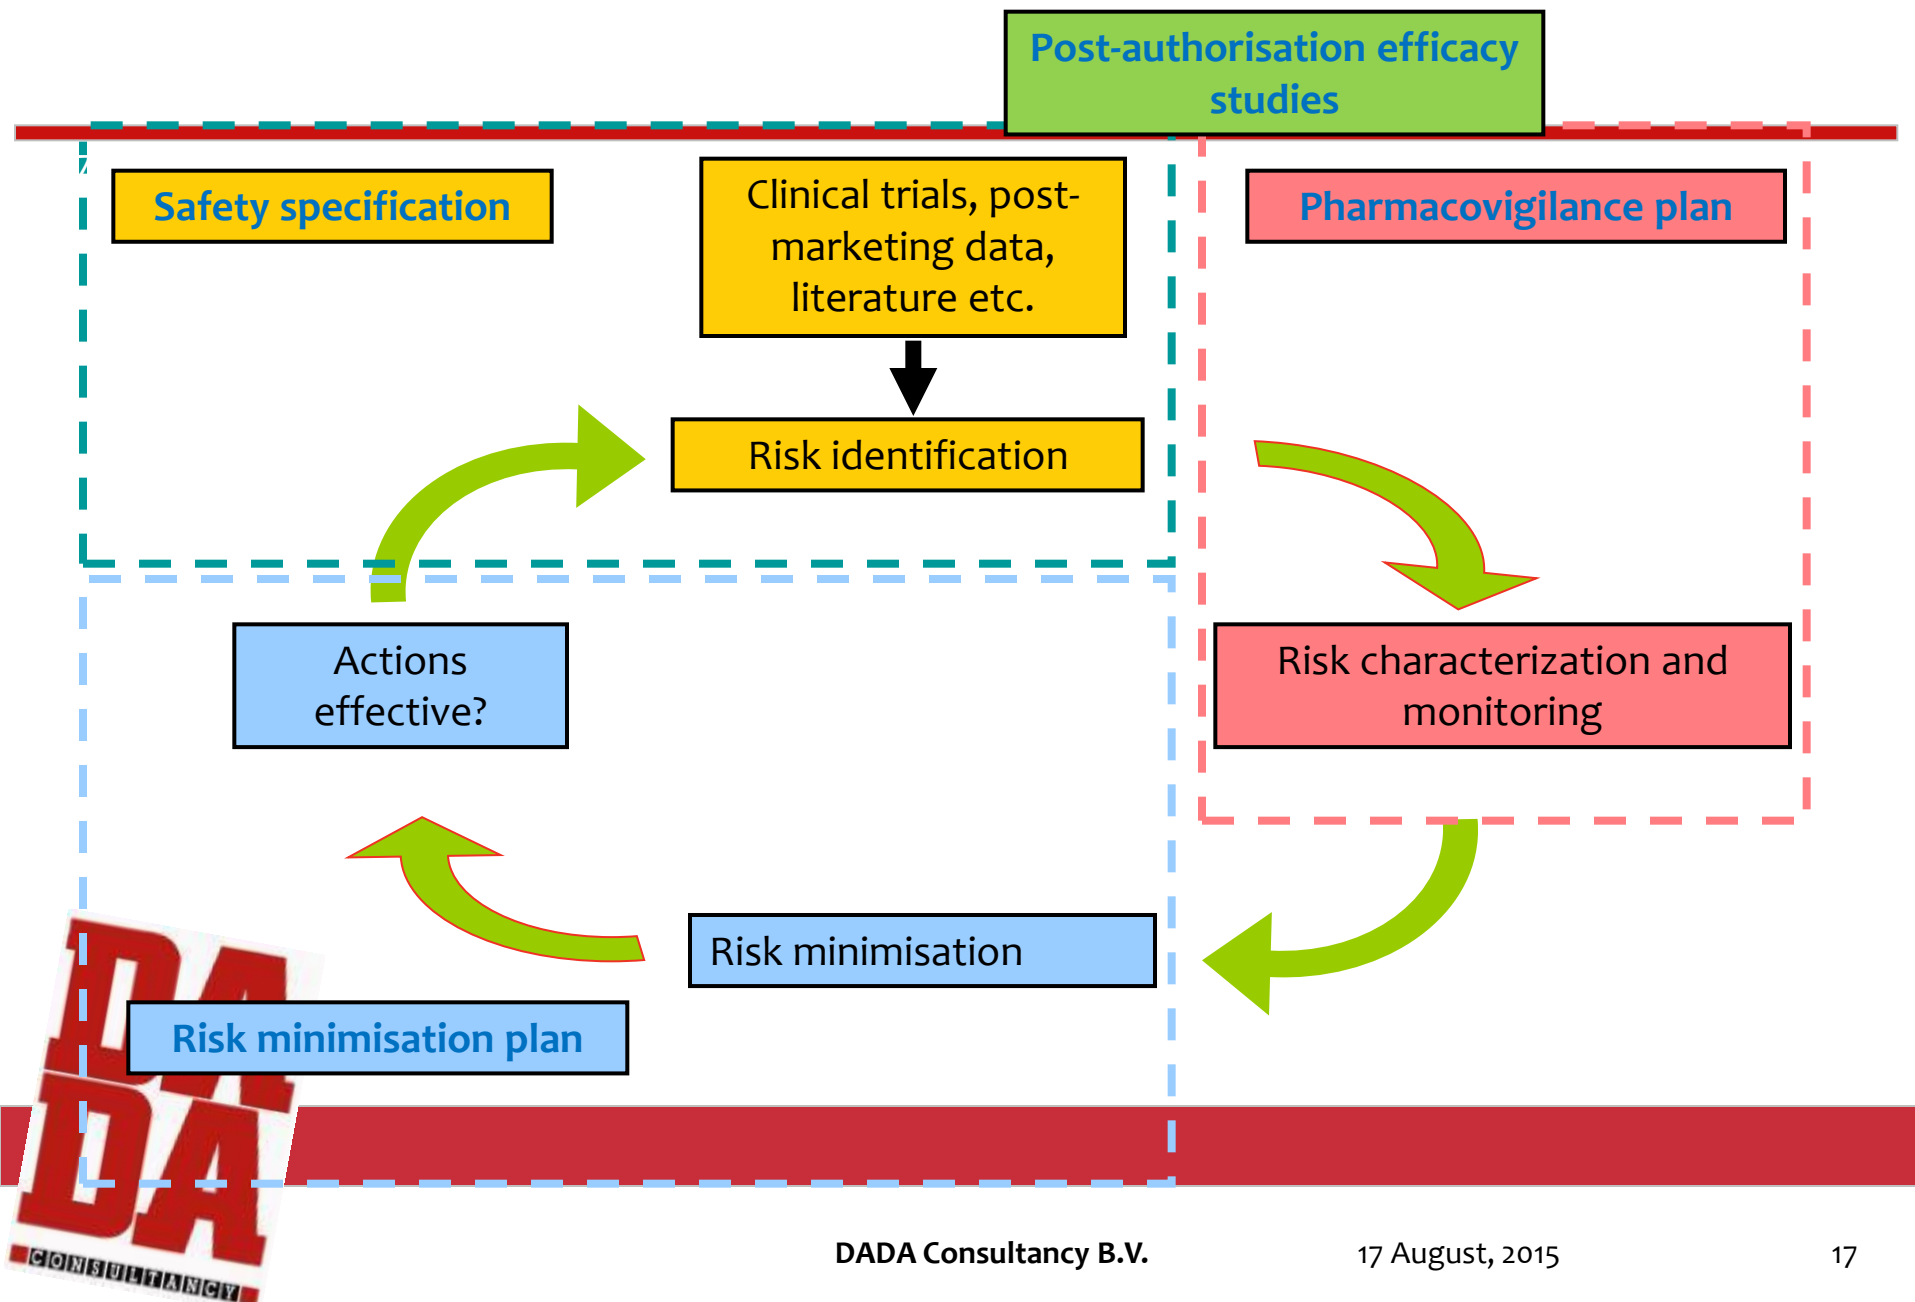 Post-authorisation efficacy
studies
Safety specification
Clinical trials, post-
marketing data,
literature etc.
Pharmacovigilance plan
Risk identification
Actions
effective?
Risk characterization and
monitoring
Risk minimisation
Risk minimisation plan
DA
DA
CONSULTANCY
DADA Consultancy B.V.
17 August, 2015
17